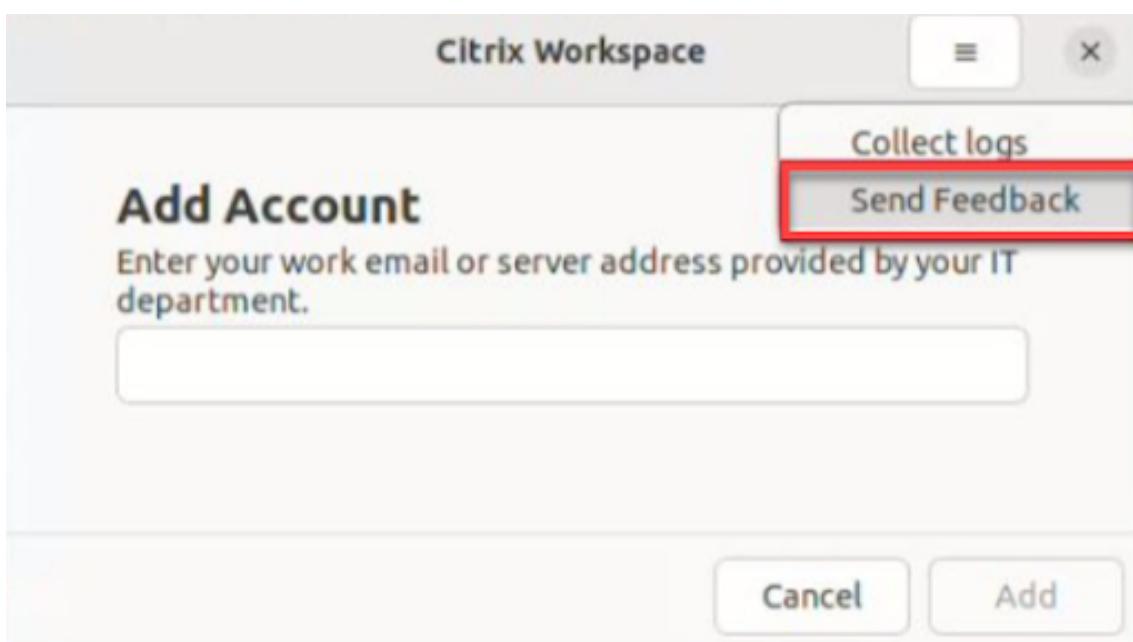 Citrix Workspace
Collect logs
Send Feedback
Add Account
Enter your work email or server address provided by your IT
department.
Cancel
Add